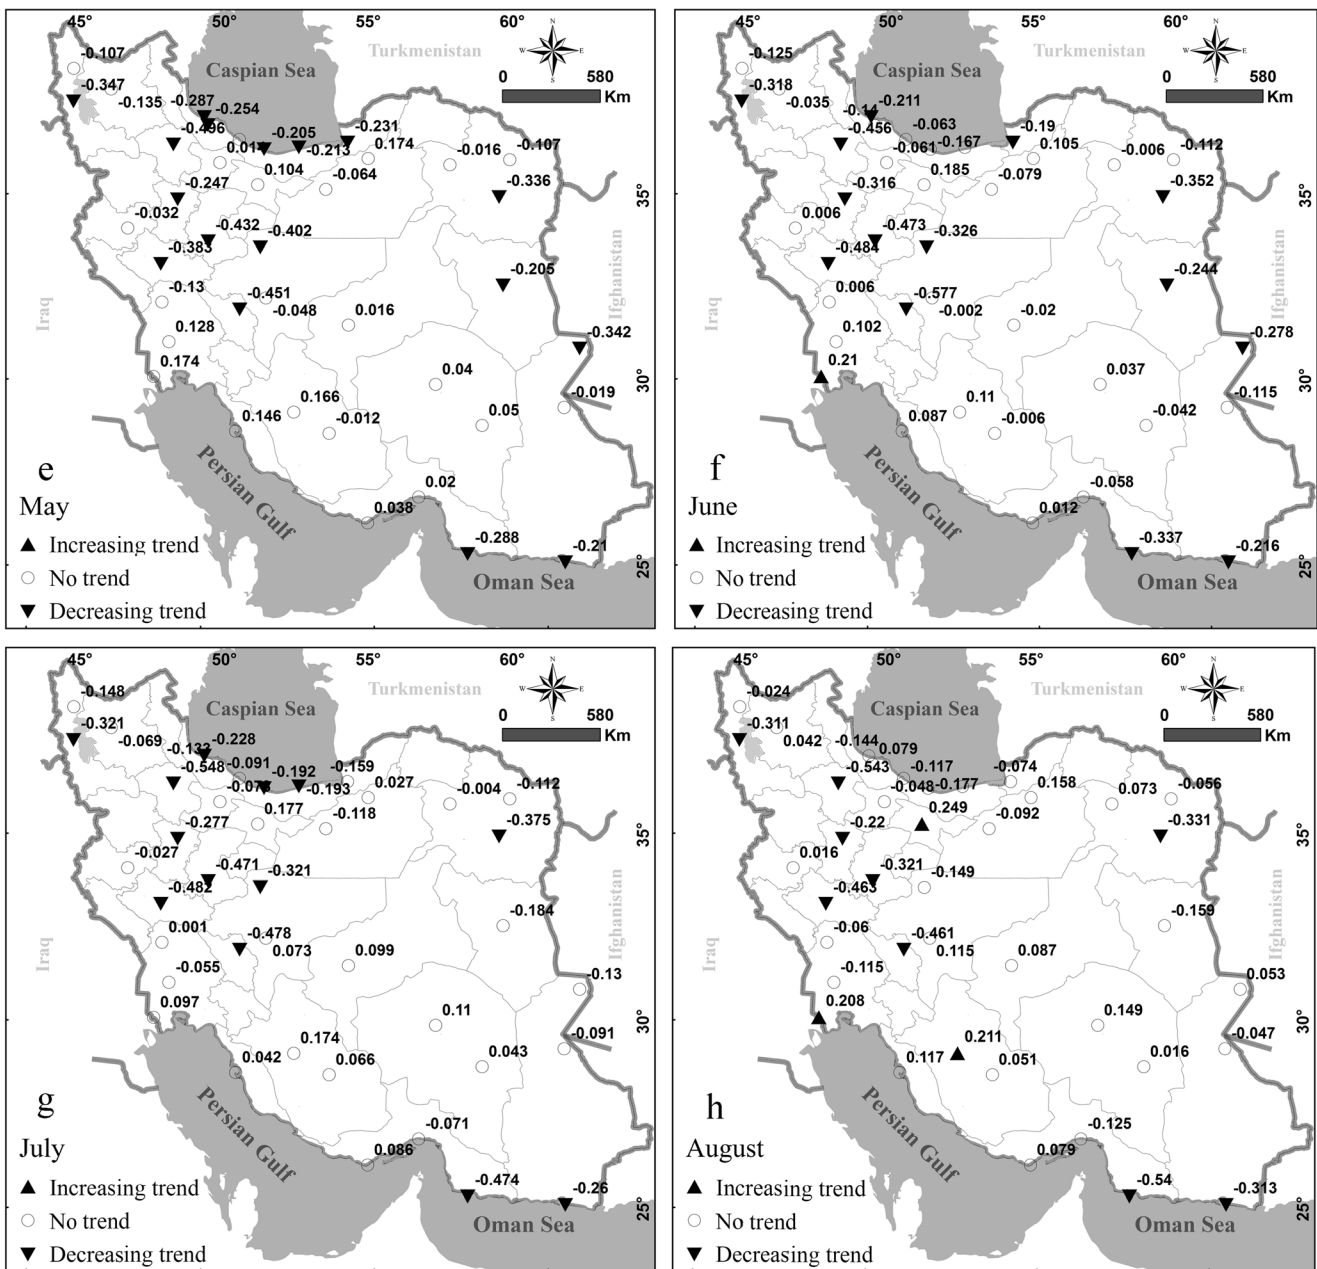 45° 50° 55° 60°
N
W E
S
Turkmenistan
Caspian Sea
0 580
Km
-0.107
-0.347
-0.135
-0.287
-0.254
-0.496
-0.205
-0.231
-0.213
0.174
-0.016
-0.107
0.104
-0.064
-0.336
-0.247
-0.032
-0.432
-0.402
-0.383
-0.205
-0.13
-0.451
-0.048
0.016
0.128
-0.342
0.174
0.04
-0.019
0.166
0.146
-0.012
0.05
0.02
0.038
-0.288
-0.21
35°
30°
25°
Iraq
Ifghanistan
Persian Gulf
Oman Sea
e
May
Increasing trend
No trend
Decreasing trend
45° 50° 55° 60°
N
W E
S
Turkmenistan
Caspian Sea
0 580
Km
-0.125
-0.318
-0.035
-0.211
-0.14
-0.456
-0.063
-0.061
-0.167
-0.19
0.105
-0.006
-0.112
0.185
-0.079
-0.352
-0.316
0.006
-0.473
-0.326
-0.484
-0.244
0.006
-0.577
-0.002
-0.02
0.102
-0.278
0.21
0.037
-0.115
0.11
0.087
-0.006
-0.042
-0.058
0.012
-0.337
-0.216
35°
30°
25°
Iraq
Ifghanistan
Persian Gulf
Oman Sea
f
June
Increasing trend
No trend
Decreasing trend
45° 50° 55° 60°
N
W E
S
Turkmenistan
Caspian Sea
0 580
Km
-0.148
-0.321
-0.069
-0.228
-0.548
-0.091
-0.192
-0.159
-0.193
0.027
-0.004
-0.112
0.177
-0.118
-0.375
-0.277
-0.027
-0.471
-0.321
-0.482
-0.184
0.001
-0.478
0.073
0.099
-0.055
-0.13
0.097
0.11
-0.091
0.174
0.042
0.066
0.043
-0.071
0.086
-0.474
-0.26
35°
30°
25°
Iraq
Ifghanistan
Persian Gulf
Oman Sea
g
July
Increasing trend
No trend
Decreasing trend
45° 50° 55° 60°
N
W E
S
Turkmenistan
Caspian Sea
0 580
Km
-0.024
-0.311
0.042
-0.144
0.079
-0.543
-0.117
-0.048
-0.177
-0.074
0.158
0.073
-0.056
0.249
-0.092
-0.331
-0.22
0.016
-0.321
-0.149
-0.463
-0.159
-0.06
-0.461
0.115
0.087
-0.115
0.053
0.208
0.149
-0.047
0.211
0.117
0.051
0.016
-0.125
0.079
-0.54
-0.313
35°
30°
25°
Iraq
Ifghanistan
Persian Gulf
Oman Sea
h
August
Increasing trend
No trend
Decreasing trend